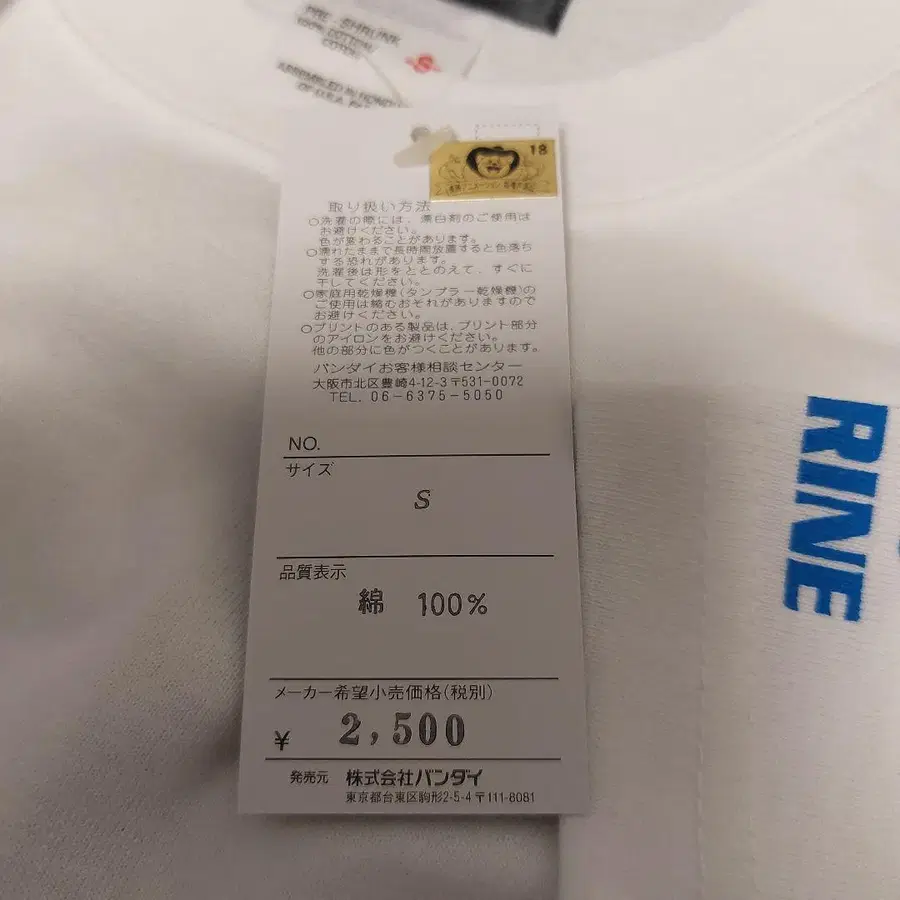 PRE-SHRUNK
100% COTTON
COTON
S
ASSEMBLED IN
OF U.S.A.
18
取り扱い方法
○洗濯の際には、漂白剤のご使用は
お避けください。
色が変わることがあります。
○濡れたままで長時間放置すると色落ち
する恐れがあります。
洗濯後は形をととのえて、すぐに
干してください。
○家庭用乾燥機(タンブラー乾燥機)の
ご使用は縮むおそれがありますので
お避けください。
○プリントのある製品は、プリント部分
のアイロンをお避けください。
他の部分に色がつくことがあります。
バンダイお客様相談センター
大阪市北区豊崎4-12-3〒531-0072
TEL. 06-6375-5050
NO.
サイズ
S
品質表示
綿 100%
メーカー希望小売価格(税別)
¥ 2,500
発売元 株式会社バンダイ
東京都台東区駒形2-5-4〒111-8081
RINE